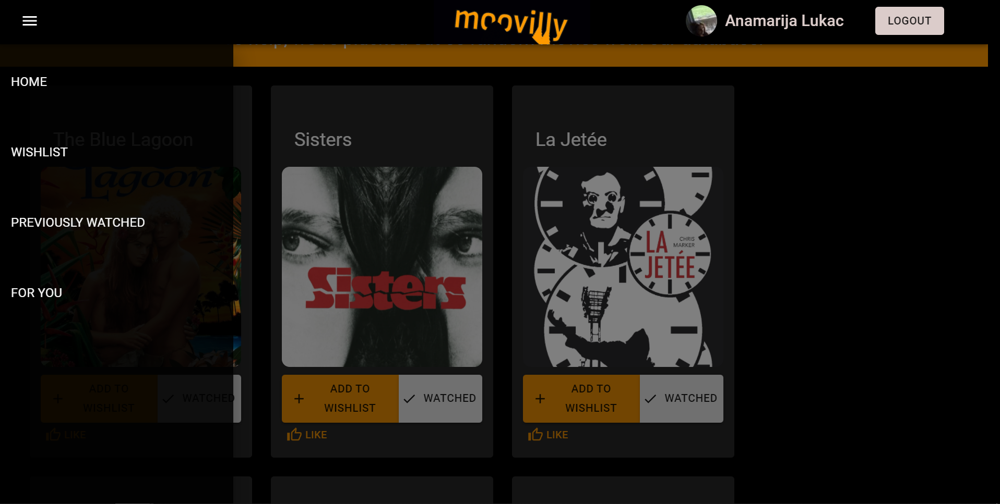 moovilly
Anamarija Lukac
LOGOUT
HOME
WISHLIST
PREVIOUSLY WATCHED
FOR YOU
The Blue Lagoon
Lagoon
ADD TO
WISHLIST
WATCHED
LIKE
Sisters
Sisters
ADD TO
WISHLIST
WATCHED
LIKE
La Jetée
CHRIS
MARKER
LA
JETÉE
ADD TO
WISHLIST
WATCHED
LIKE